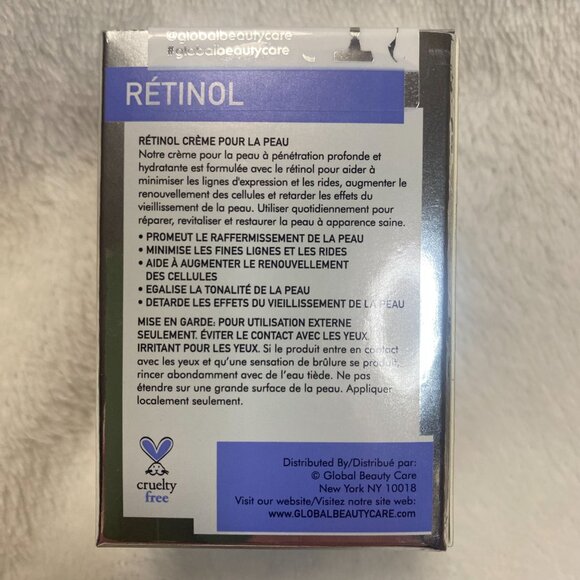 @globalbeautycare
#globalbeautycare
RÉTINOL
RÉTINOL CRÈME POUR LA PEAU
Notre crème pour la peau à pénétration profonde et
hydratante est formulée avec le rétinol pour aider à
minimiser les lignes d'expression et les rides, augmenter le
renouvellement des cellules et retarder les effets du
vieillissement de la peau. Utiliser quotidiennement pour
réparer, revitaliser et restaurer la peau à apparence saine.
• PROMEUT LE RAFFERMISSEMENT DE LA PEAU
• MINIMISE LES FINES LIGNES ET LES RIDES
• AIDE À AUGMENTER LE RENOUVELLEMENT
DES CELLULES
• EGALISE LA TONALITÉ DE LA PEAU
• DETARDE LES EFFETS DU VIEILLISSEMENT DE LA PEAU
MISE EN GARDE: POUR UTILISATION EXTERNE
SEULEMENT. ÉVITER LE CONTACT AVEC LES YEUX.
IRRITANT POUR LES YEUX. Si le produit entre en contact
avec les yeux et qu'une sensation de brûlure se produit,
rincer abondamment avec de l'eau tiède. Ne pas
étendre sur une grande surface de la peau. Appliquer
localement seulement.
cruelty
free
Distributed By/Distribué par:
© Global Beauty Care
New York NY 10018
Visit our website/Visitez notre site web:
www.GLOBALBEAUTYCARE.com